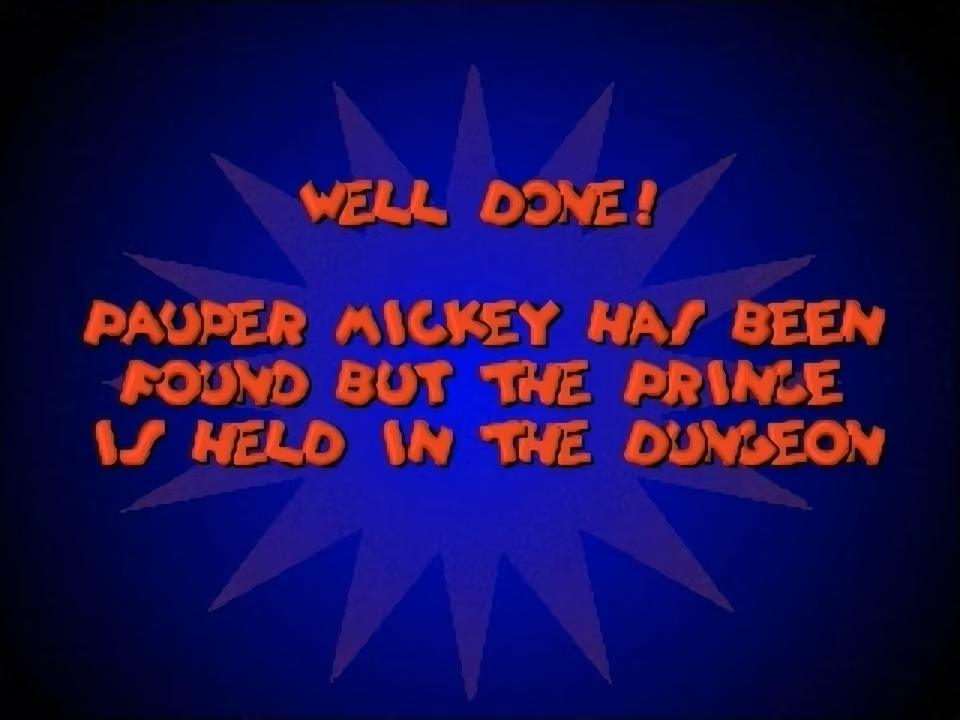 WELL DONE!
PAUPER MICKEY HAS BEEN
FOUND BUT THE PRINCE
IS HELD IN THE DUNGEON